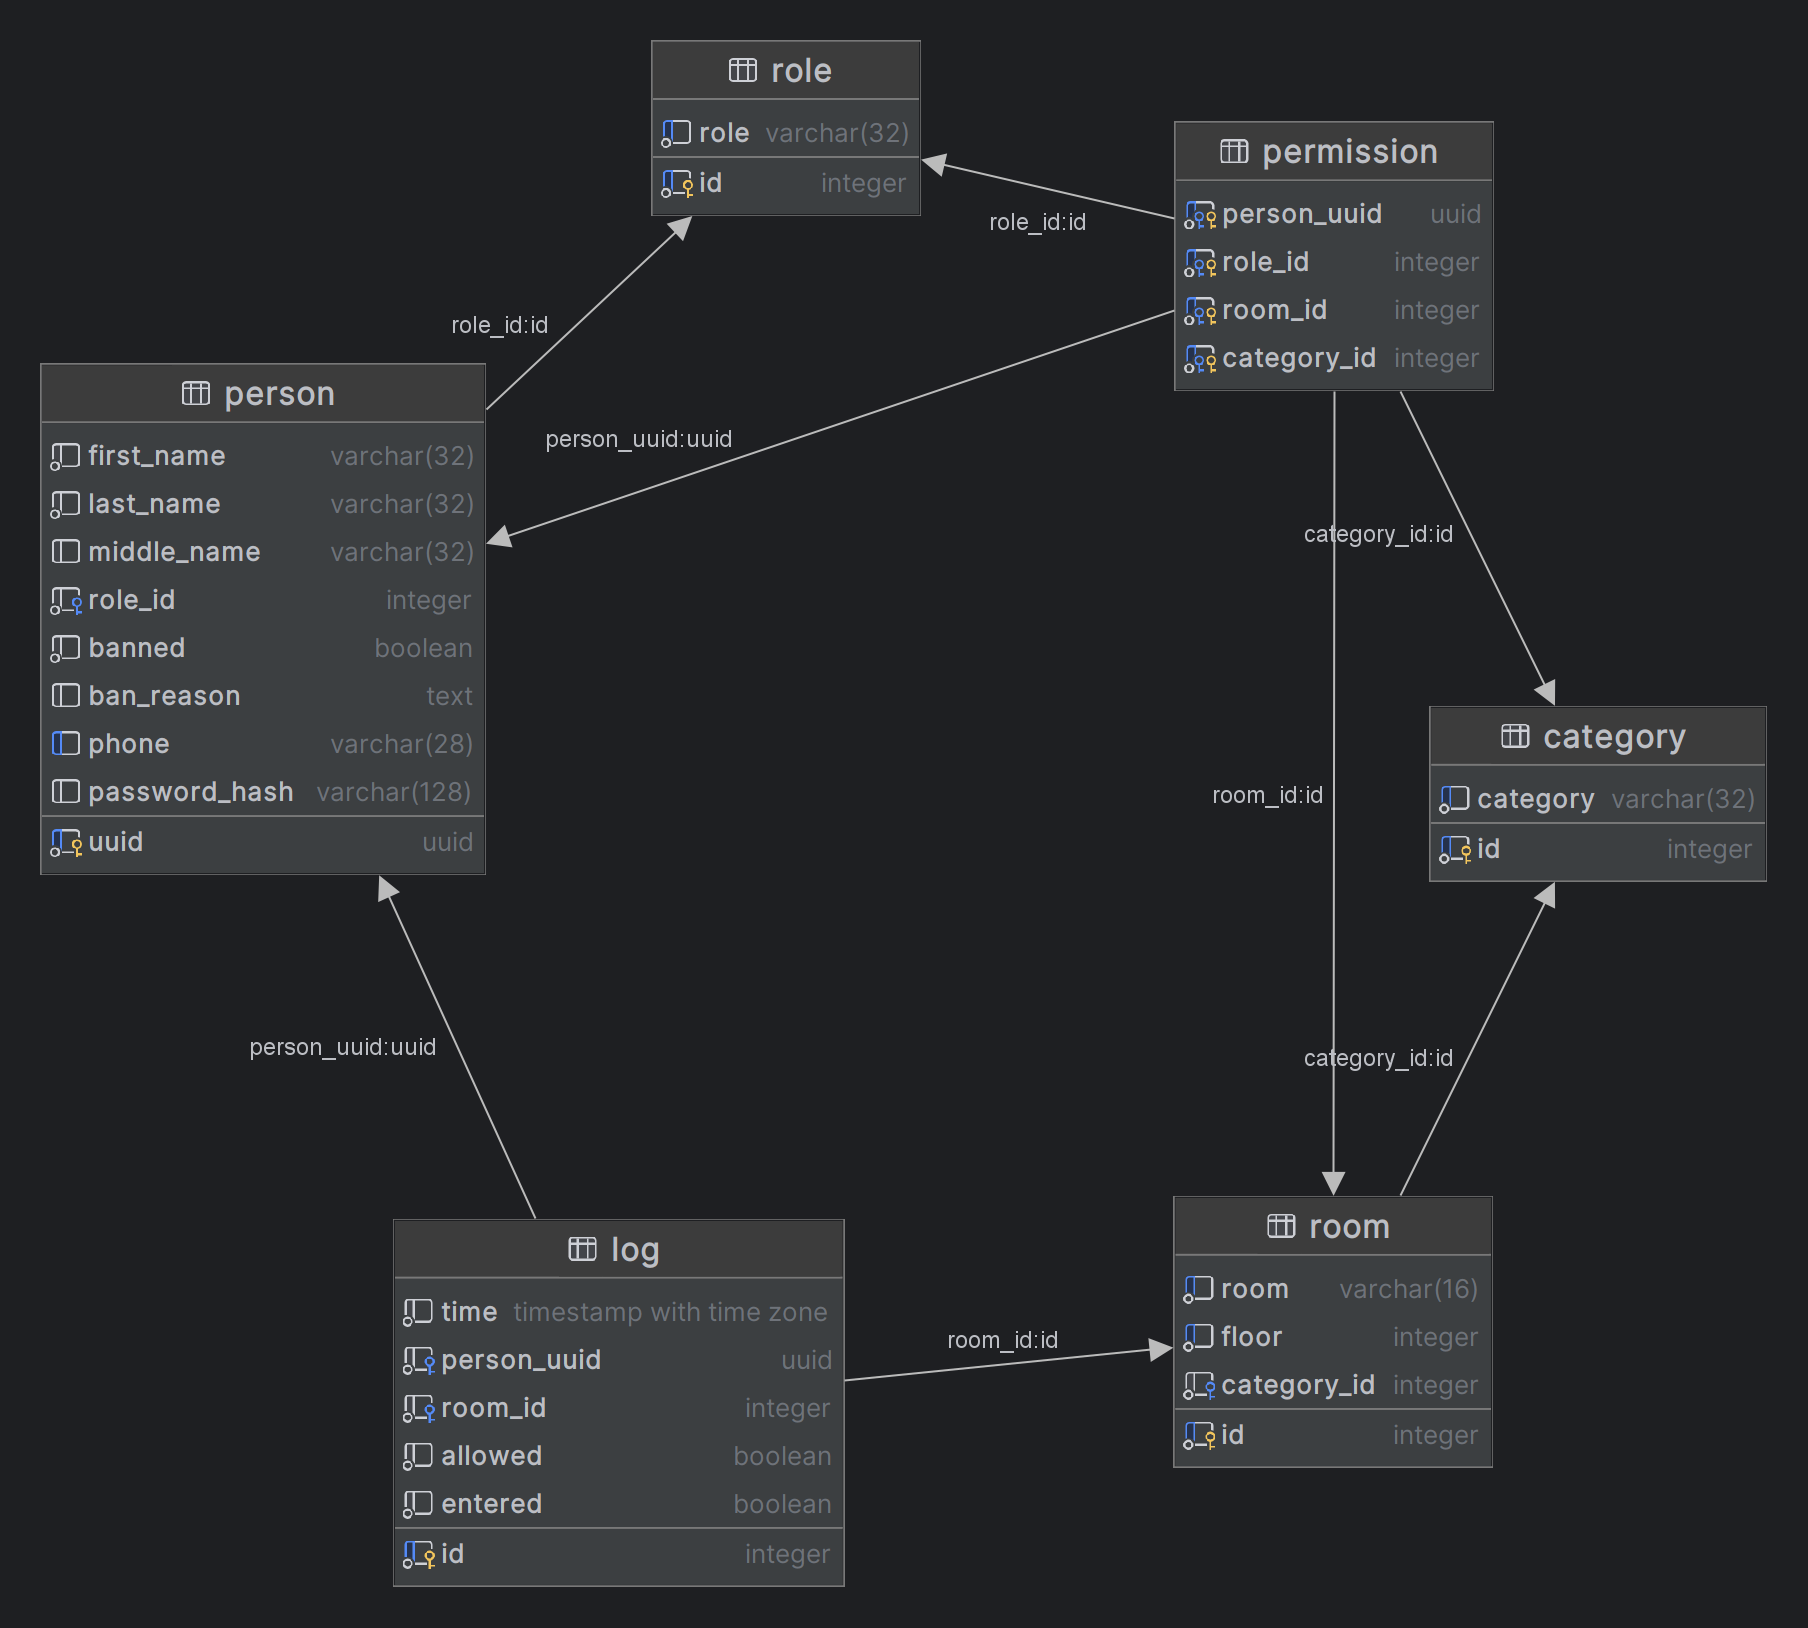 role
role varchar(32)
id integer
permission
person_uuid uuid
role_id integer
room_id integer
category_id integer
role_id:id
role_id:id
person
first_name varchar(32)
last_name varchar(32)
middle_name varchar(32)
role_id integer
banned boolean
ban_reason text
phone varchar(28)
password_hash varchar(128)
uuid uuid
person_uuid:uuid
category_id:id
category
category varchar(32)
id integer
room_id:id
person_uuid:uuid
category_id:id
log
time timestamp with time zone
person_uuid uuid
room_id integer
allowed boolean
entered boolean
id integer
room_id:id
room
room varchar(16)
floor integer
category_id integer
id integer